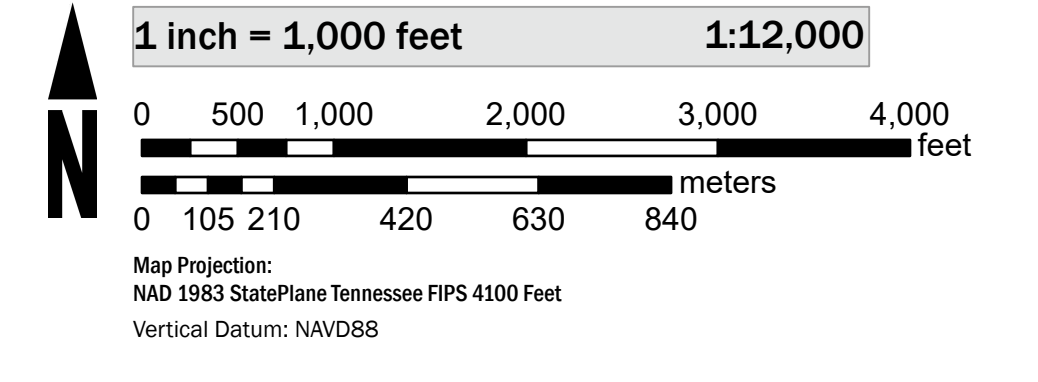 1 inch = 1,000 feet 1:12,000
0 500 1,000 2,000 3,000 4,000
feet
meters
0 105 210 420 630 840
N
Map Projection:
NAD 1983 StatePlane Tennessee FIPS 4100 Feet
Vertical Datum: NAVD88